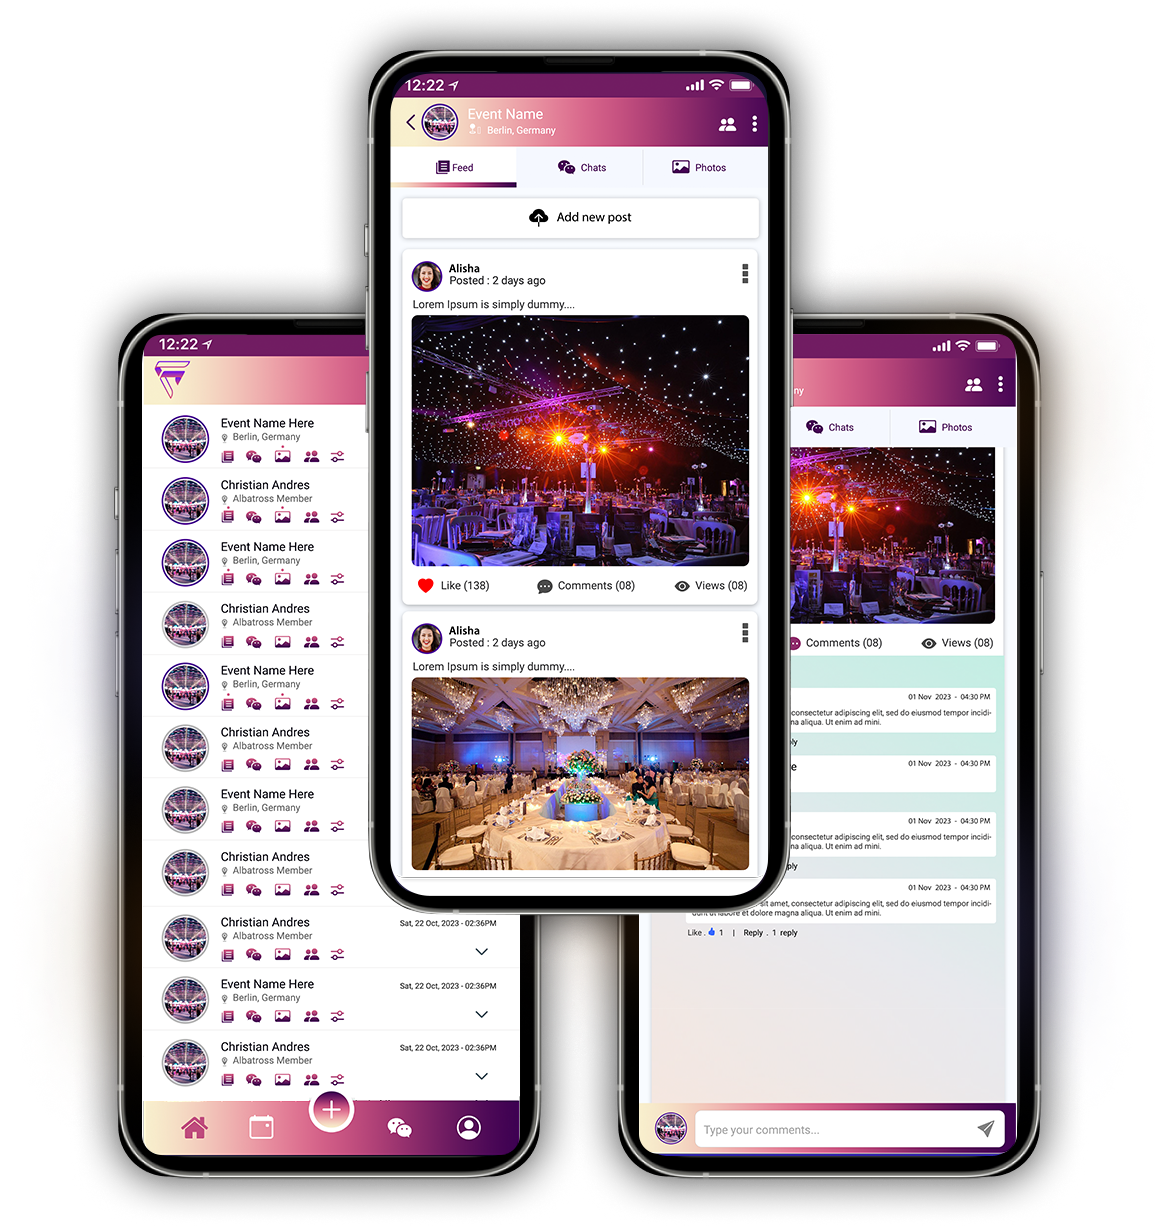 12:22
Event Name
Berlin, Germany
Feed
Chats
Photos
Add new post
Alisha
Posted : 2 days ago
Lorem Ipsum is simply dummy....
Like (138)
Comments (08)
Views (08)
Alisha
Posted : 2 days ago
Lorem Ipsum is simply dummy....
12:22
Event Name Here
Berlin, Germany
Christian Andres
Albatross Member
Event Name Here
Berlin, Germany
Christian Andres
Albatross Member
Event Name Here
Berlin, Germany
Christian Andres
Albatross Member
Event Name Here
Berlin, Germany
Christian Andres
Albatross Member
Christian Andres
Albatross Member
Sat, 22 Oct, 2023 - 02:36PM
Event Name Here
Berlin, Germany
Sat, 22 Oct, 2023 - 02:36PM
Christian Andres
Albatross Member
Sat, 22 Oct, 2023 - 02:36PM
ny
Chats
Photos
Comments (08)
Views (08)
01 Nov 2023 - 04:30 PM
consectetur adipiscing elit, sed do eiusmod tempor incidi-
na aliqua. Ut enim ad mini.
ly
e
01 Nov 2023 - 04:30 PM
01 Nov 2023 - 04:30 PM
consectetur adipiscing elit, sed do eiusmod tempor incidi-
na aliqua. Ut enim ad mini.
ply
01 Nov 2023 - 04:30 PM
sit amet, consectetur adipiscing elit, sed do eiusmod tempor incidi-
dunt ut labore et dolore magna aliqua. Ut enim ad mini.
Like . 1 | Reply . 1 reply
Type your comments...